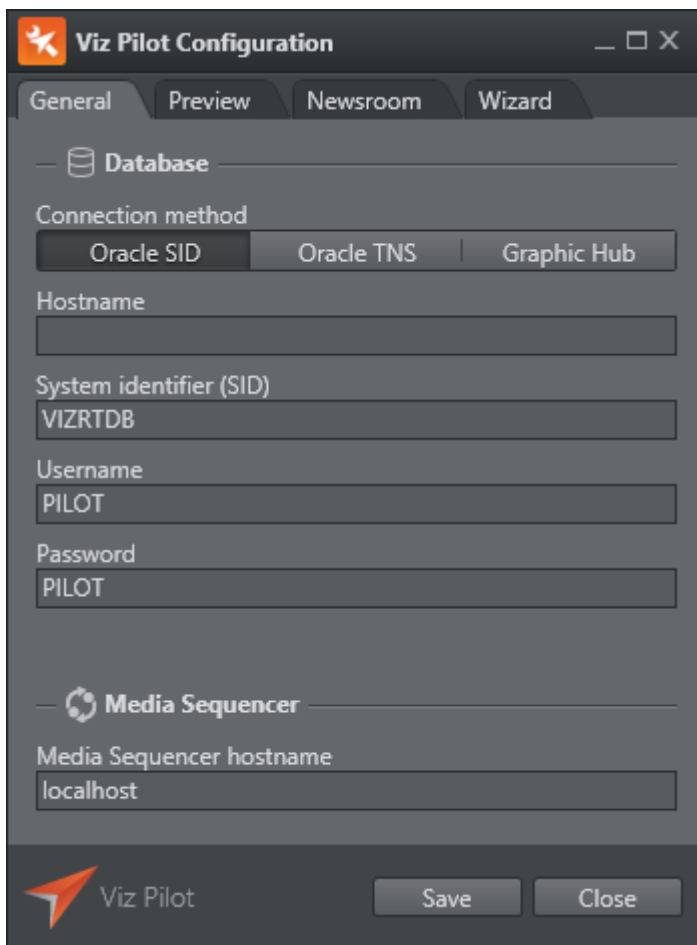 Viz Pilot Configuration
General Preview Newsroom Wizard
Database
Connection method
Oracle SID Oracle TNS Graphic Hub
Hostname
System identifier (SID)
VIZRTDB
Username
PILOT
Password
PILOT
Media Sequencer
Media Sequencer hostname
localhost
Viz Pilot Save Close